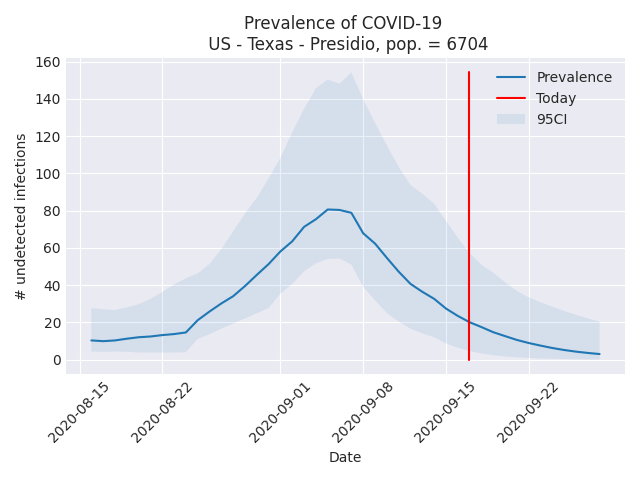 Prevalence of COVID-19
US - Texas - Presidio, pop. = 6704
160
140
120
100
80
60
40
20
0
# undetected infections
Prevalence
Today
95CI
2020-08-15
2020-08-22
2020-09-01
2020-09-08
2020-09-15
2020-09-22
Date